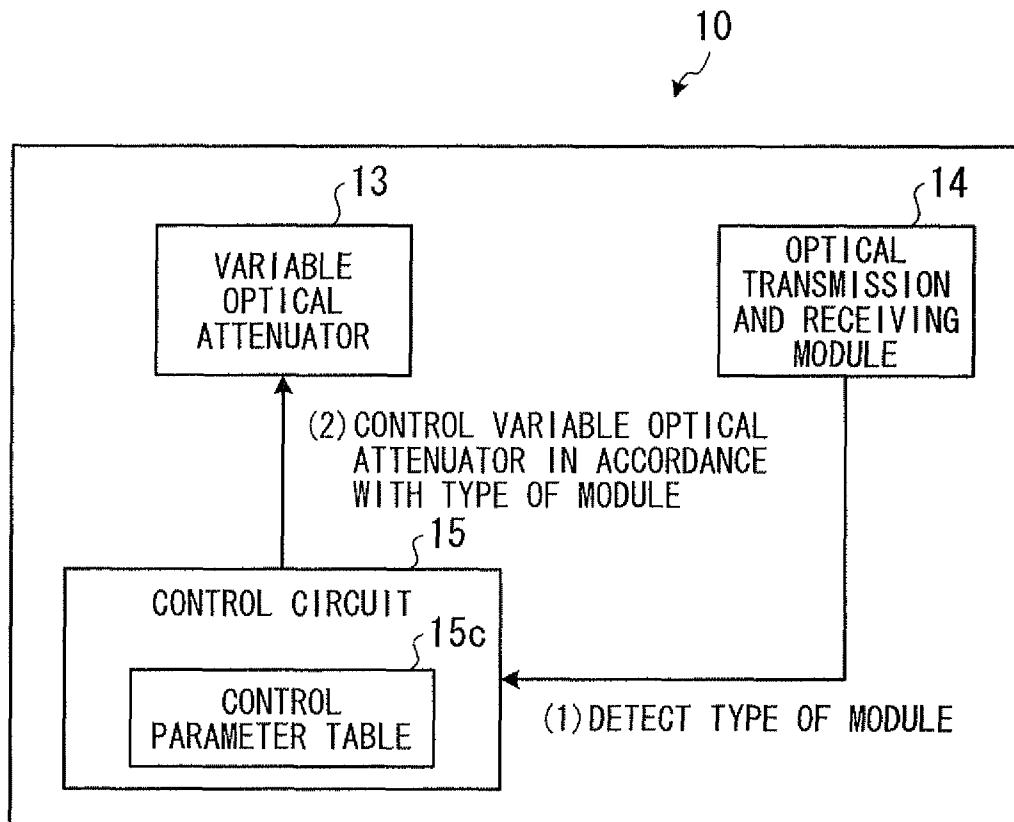 10
13
14
VARIABLE
OPTICAL
ATTENUATOR
OPTICAL
TRANSMISSION
AND RECEIVING
MODULE
(2) CONTROL VARIABLE OPTICAL
ATTENUATOR IN ACCORDANCE
WITH TYPE OF MODULE
15
CONTROL CIRCUIT
15c
CONTROL
PARAMETER TABLE
(1) DETECT TYPE OF MODULE